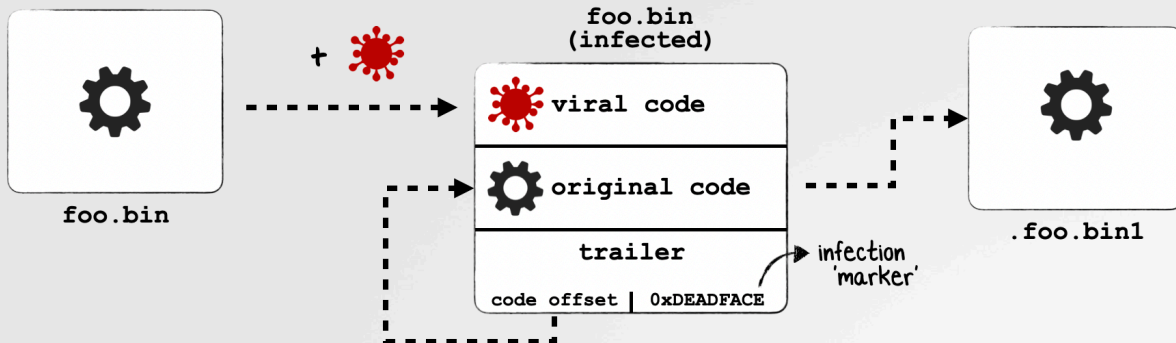 foo.bin
+
foo.bin
(infected)
viral code
original code
trailer
code offset | 0xDEADFACE
infection
'marker'
.foo.bin1